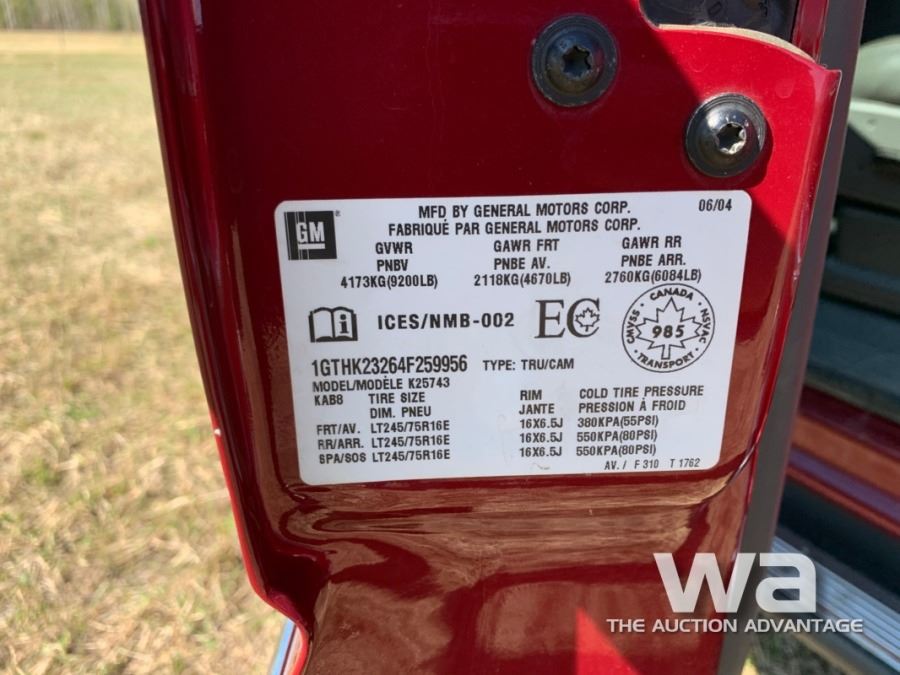 MFD BY GENERAL MOTORS CORP. 06/04
FABRIQUÉ PAR GENERAL MOTORS CORP.
GM
GVWR GAWR FRT GAWR RR
PNBV PNBE AV. PNBE ARR.
4173KG(9200LB) 2118KG(4670LB) 2760KG(6084LB)
ICES/NMB-002 EC
CANADA
CMVSS 985 NSVAC
TRANSPORT
1GTHK23264F259956 TYPE: TRU/CAM
MODEL/MODÈLE K25743
KAB8 TIRE SIZE RIM COLD TIRE PRESSURE
DIM. PNEU JANTE PRESSION À FROID
FRT/AV. LT245/75R16E 16X6.5J 380KPA(55PSI)
RR/ARR. LT245/75R16E 16X6.5J 550KPA(80PSI)
SPA/SOS LT245/75R16E 16X6.5J 550KPA(80PSI)
AV. / F 310 T 1762
wa
THE AUCTION ADVANTAGE